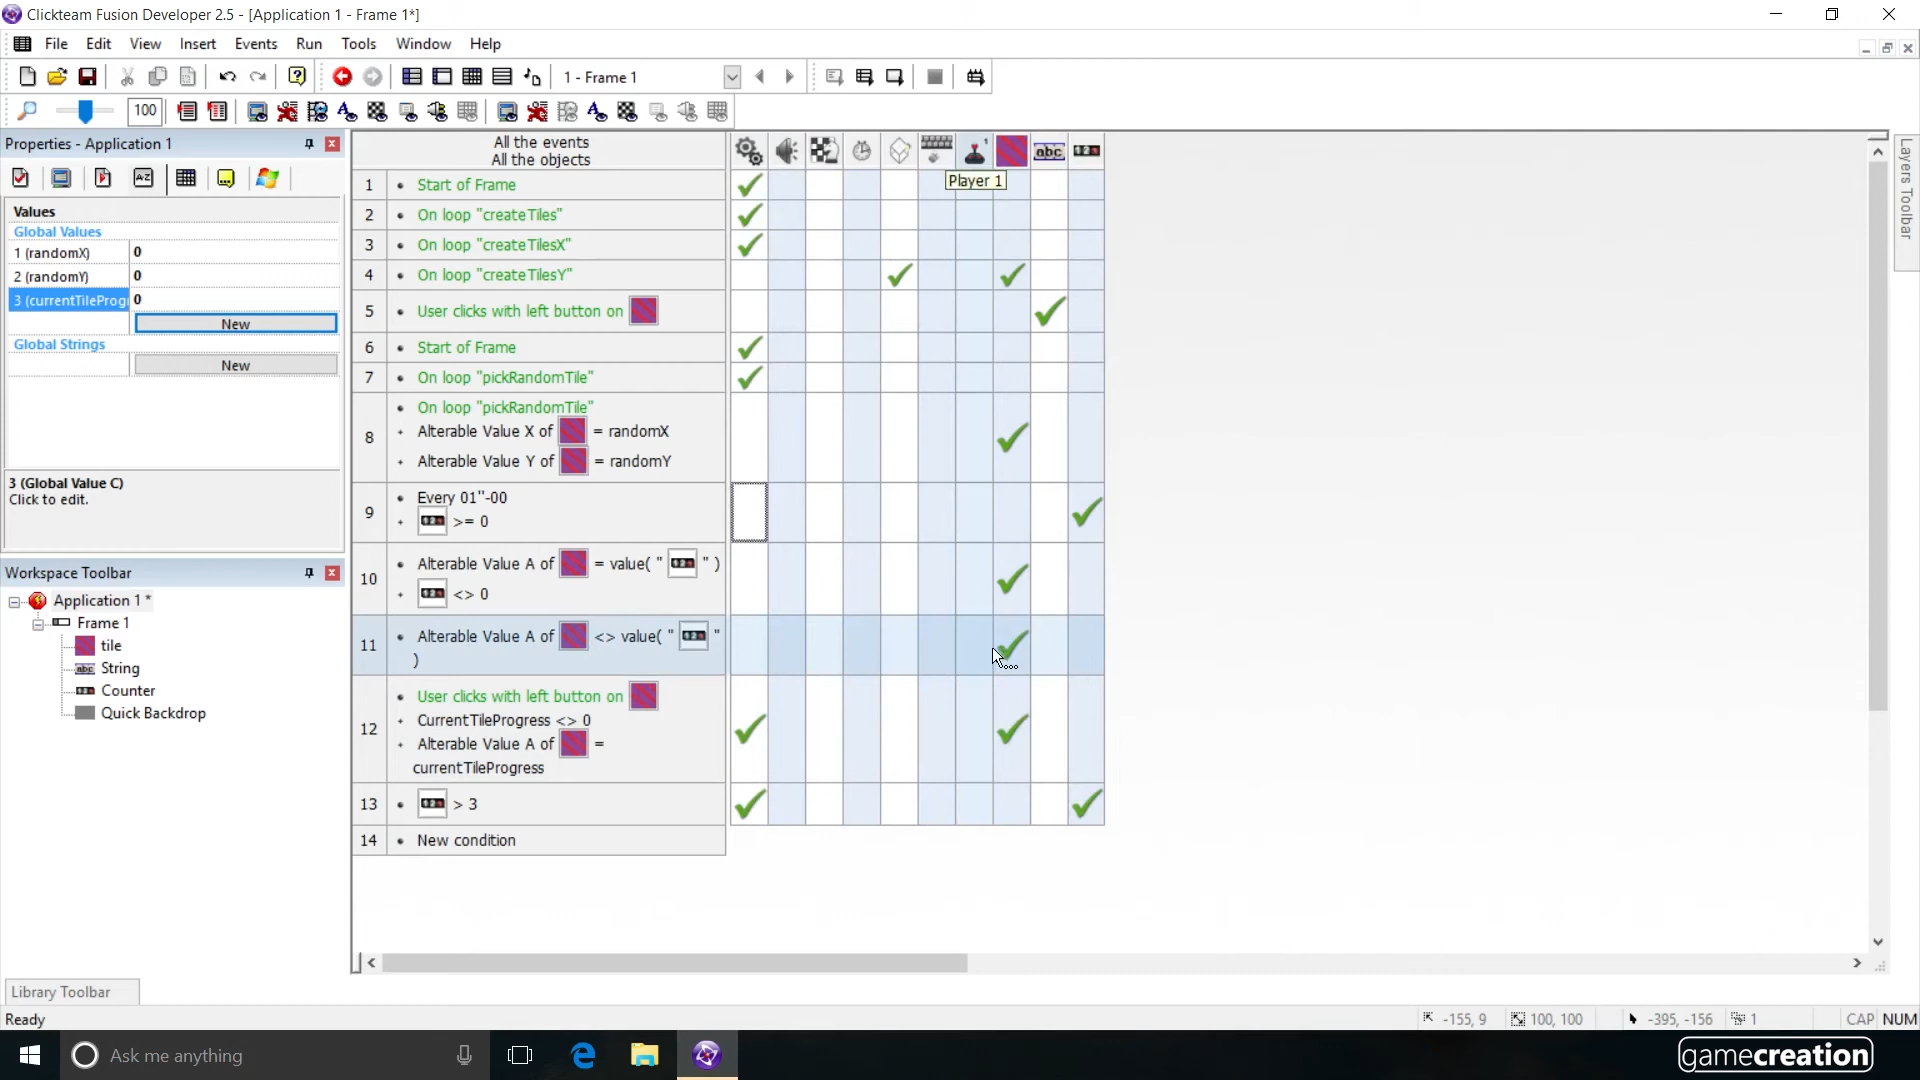 Clickteam Fusion Developer 2.5 - [Application 1 - Frame 1*]
File Edit View Insert Events Run Tools Window Help
1 - Frame 1
100
Properties - Application 1
Values
Global Values
1 (randomX) 0
2 (randomY) 0
3 (currentTileProg 0
New
Global Strings
New
3 (Global Value C)
Click to edit.
Workspace Toolbar
Application 1 *
Frame 1
tile
abc String
Counter
Quick Backdrop
Library Toolbar
Ready
All the events
All the objects
abc
Player 1
1 • Start of Frame
2 • On loop "createTiles"
3 • On loop "createTilesX"
4 • On loop "createTilesY"
5 • User clicks with left button on
6 • Start of Frame
7 • On loop "pickRandomTile"
8 • On loop "pickRandomTile"
+ Alterable Value X of = randomX
+ Alterable Value Y of = randomY
9 • Every 01"-00
+ >= 0
10 • Alterable Value A of = value( " " )
+ <> 0
11 • Alterable Value A of <> value( " "
)
12 • User clicks with left button on
+ CurrentTileProgress <> 0
+ Alterable Value A of =
currentTileProgress
13 • > 3
14 • New condition
Layers Toolbar
-155, 9 100, 100 -395, -156 1 CAP NUM
Ask me anything
gamecreation